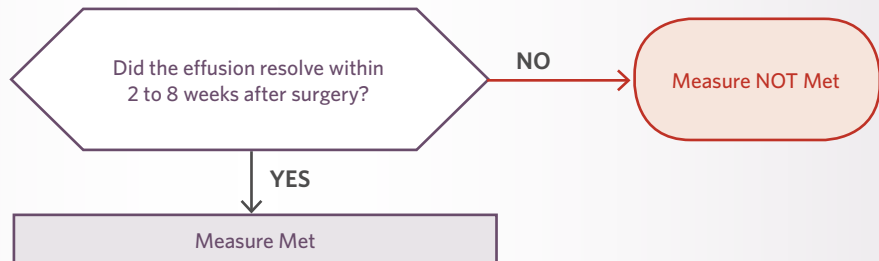 Did the effusion resolve within
2 to 8 weeks after surgery?
NO
Measure NOT Met
YES
Measure Met